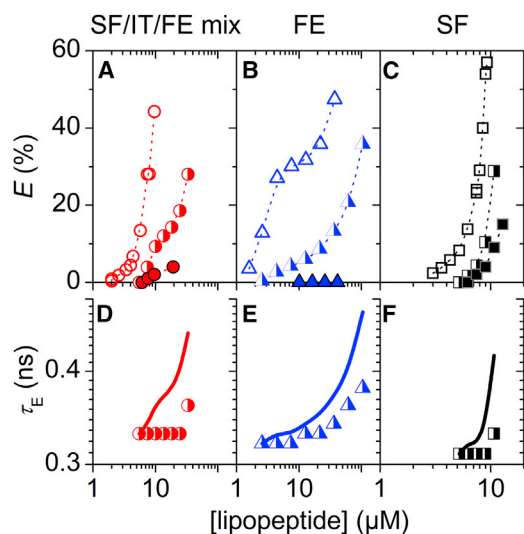 SF/IT/FE mix FE SF
A B C
60
40
20
0
E (%)
D E F
0.4
0.3
τE (ns)
1 10 1 10 100 1 10
[lipopeptide] (µM)